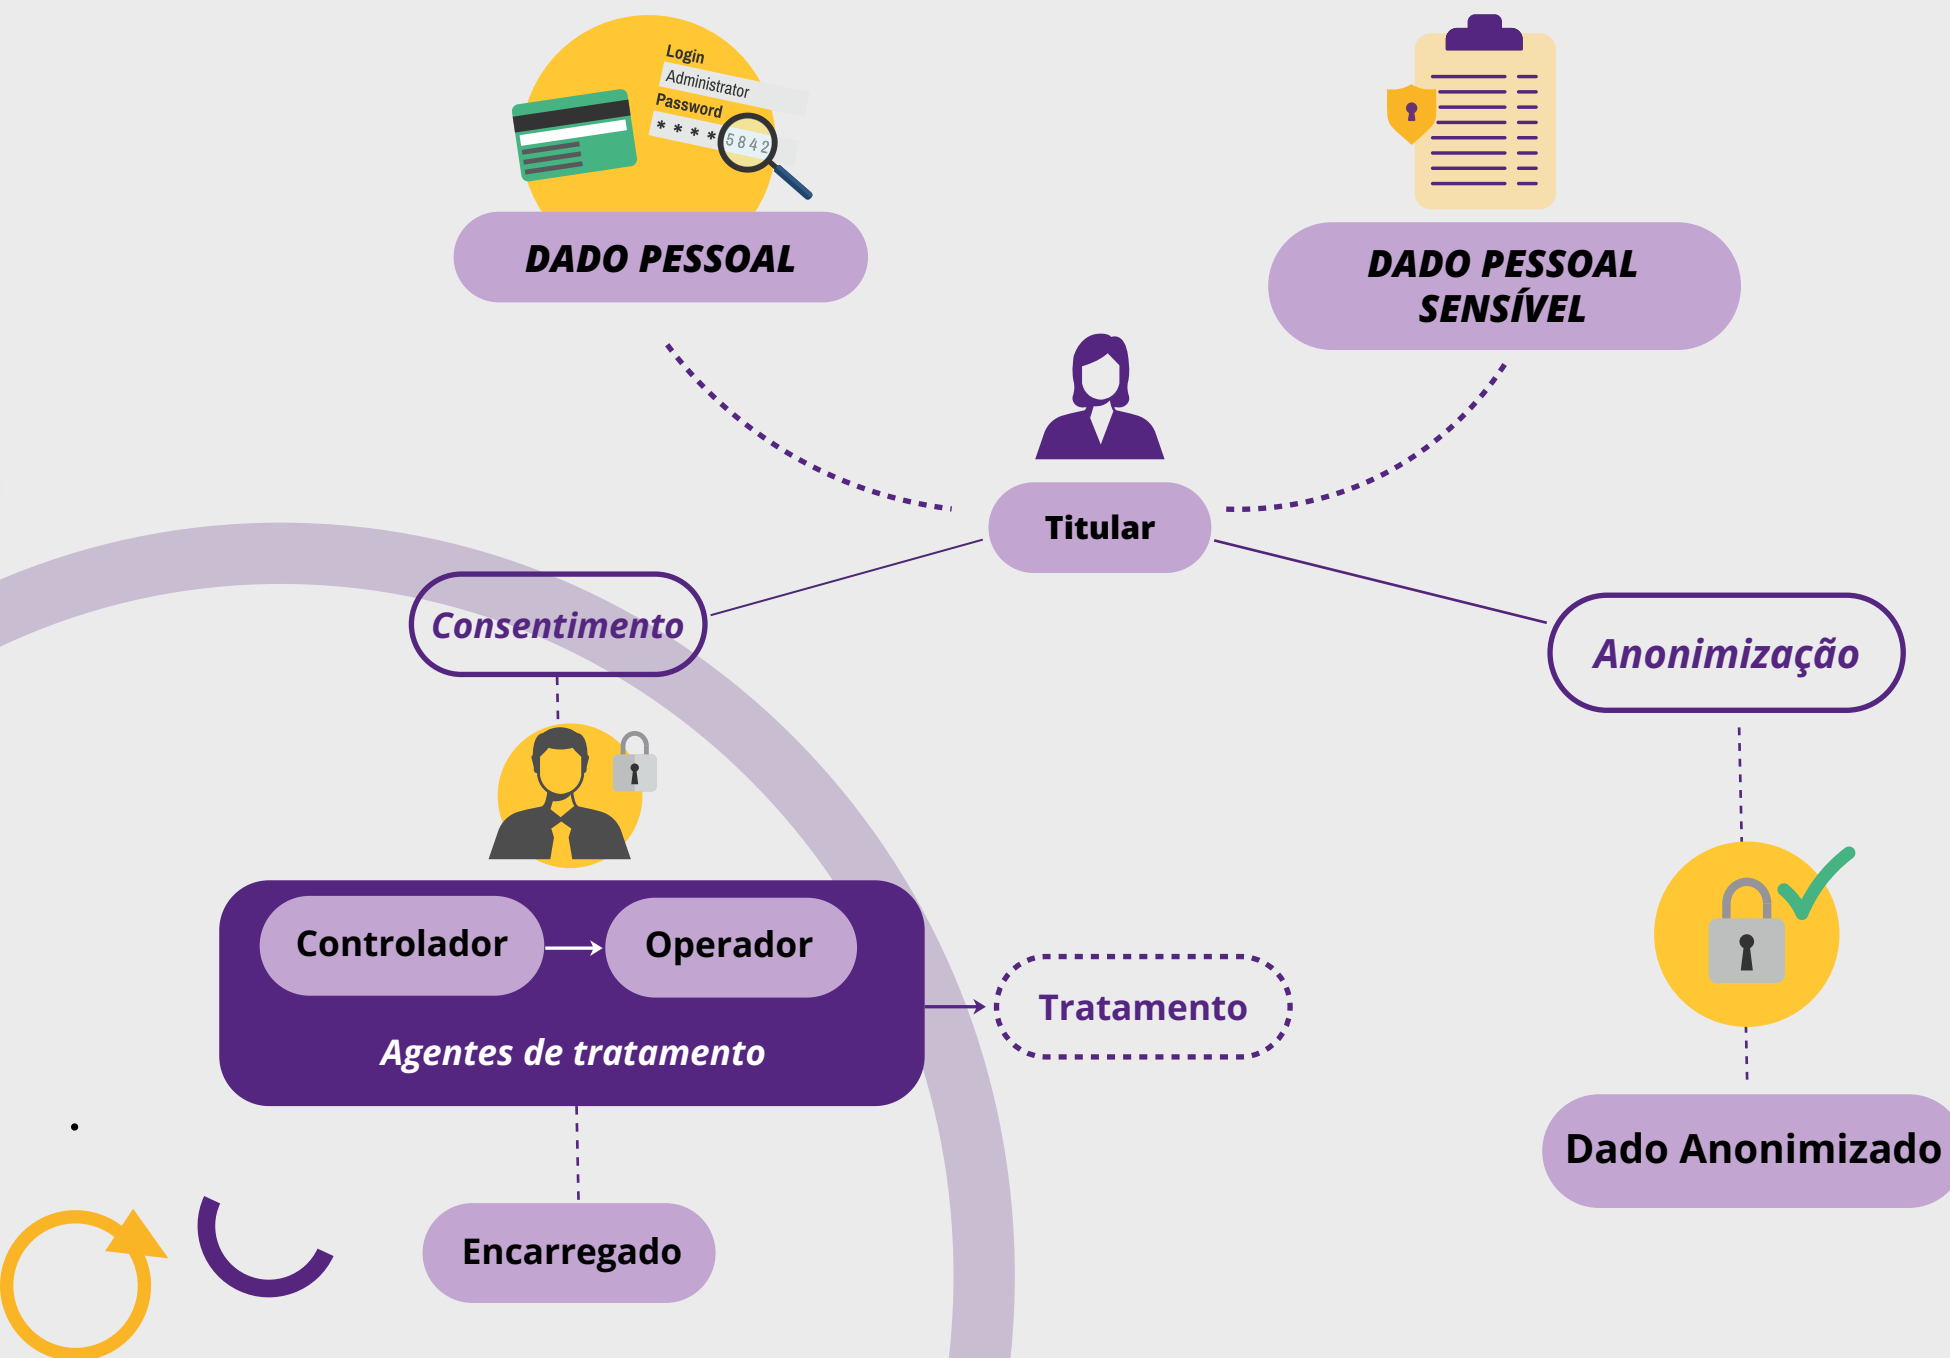 Login
Administrator
Password
* * * * 5842
DADO PESSOAL
DADO PESSOAL
SENSÍVEL
Titular
Consentimento
Anonimização
Controlador
Operador
Agentes de tratamento
Tratamento
Dado Anonimizado
Encarregado